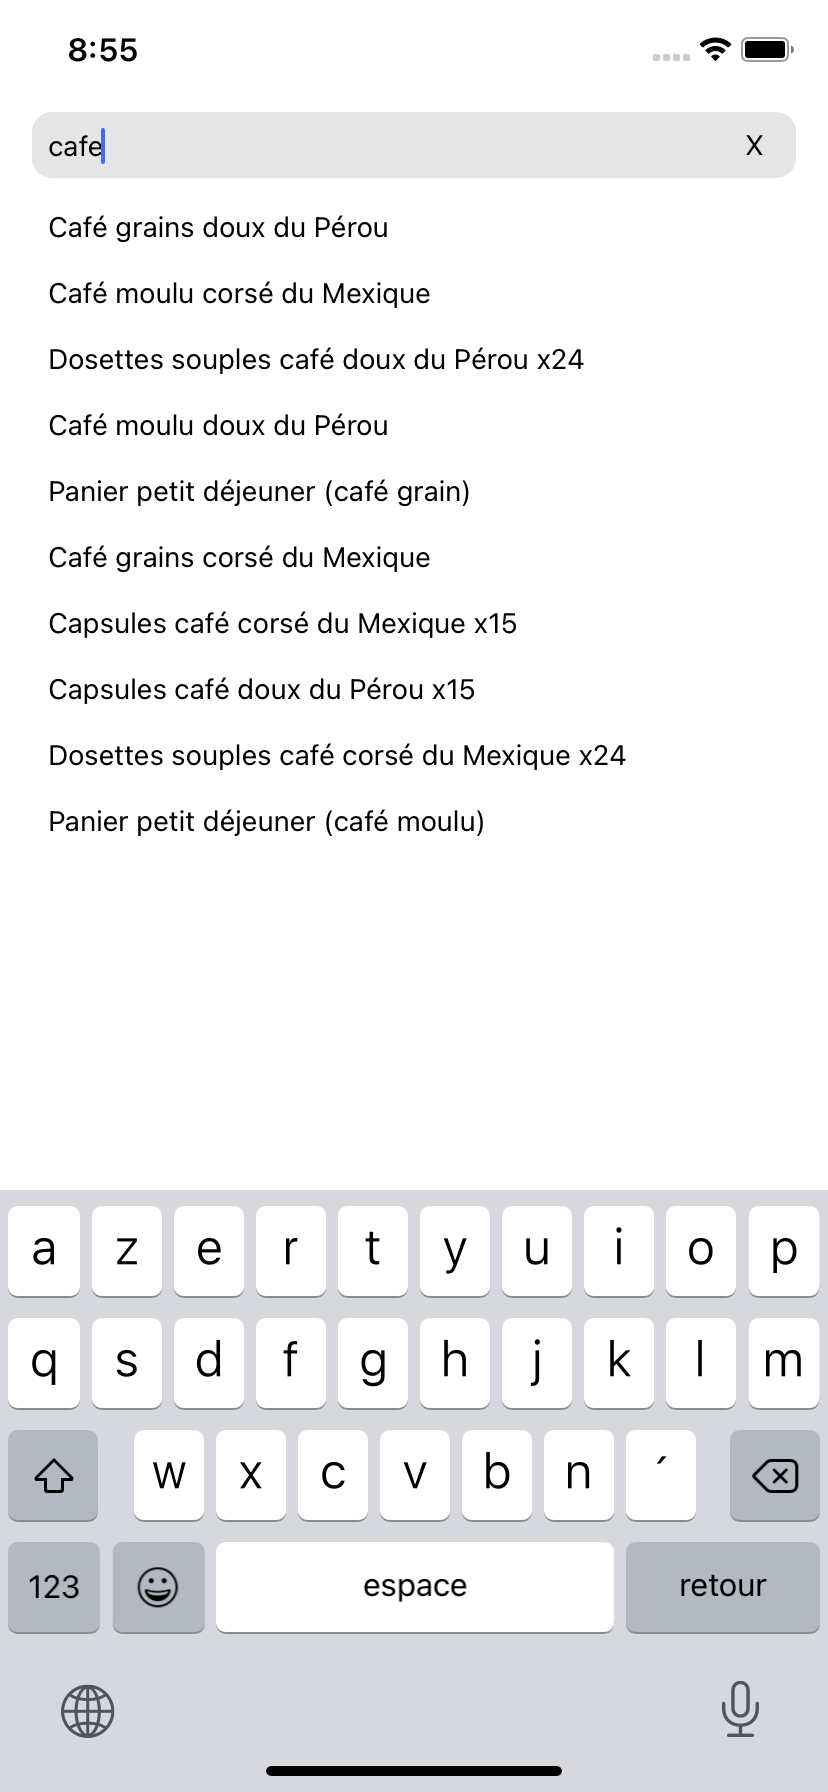 8:55
cafe X
Café grains doux du Pérou
Café moulu corsé du Mexique
Dosettes souples café doux du Pérou x24
Café moulu doux du Pérou
Panier petit déjeuner (café grain)
Café grains corsé du Mexique
Capsules café corsé du Mexique x15
Capsules café doux du Pérou x15
Dosettes souples café corsé du Mexique x24
Panier petit déjeuner (café moulu)
a z e r t y u i o p
q s d f g h j k l m
w x c v b n ´
123 espace retour